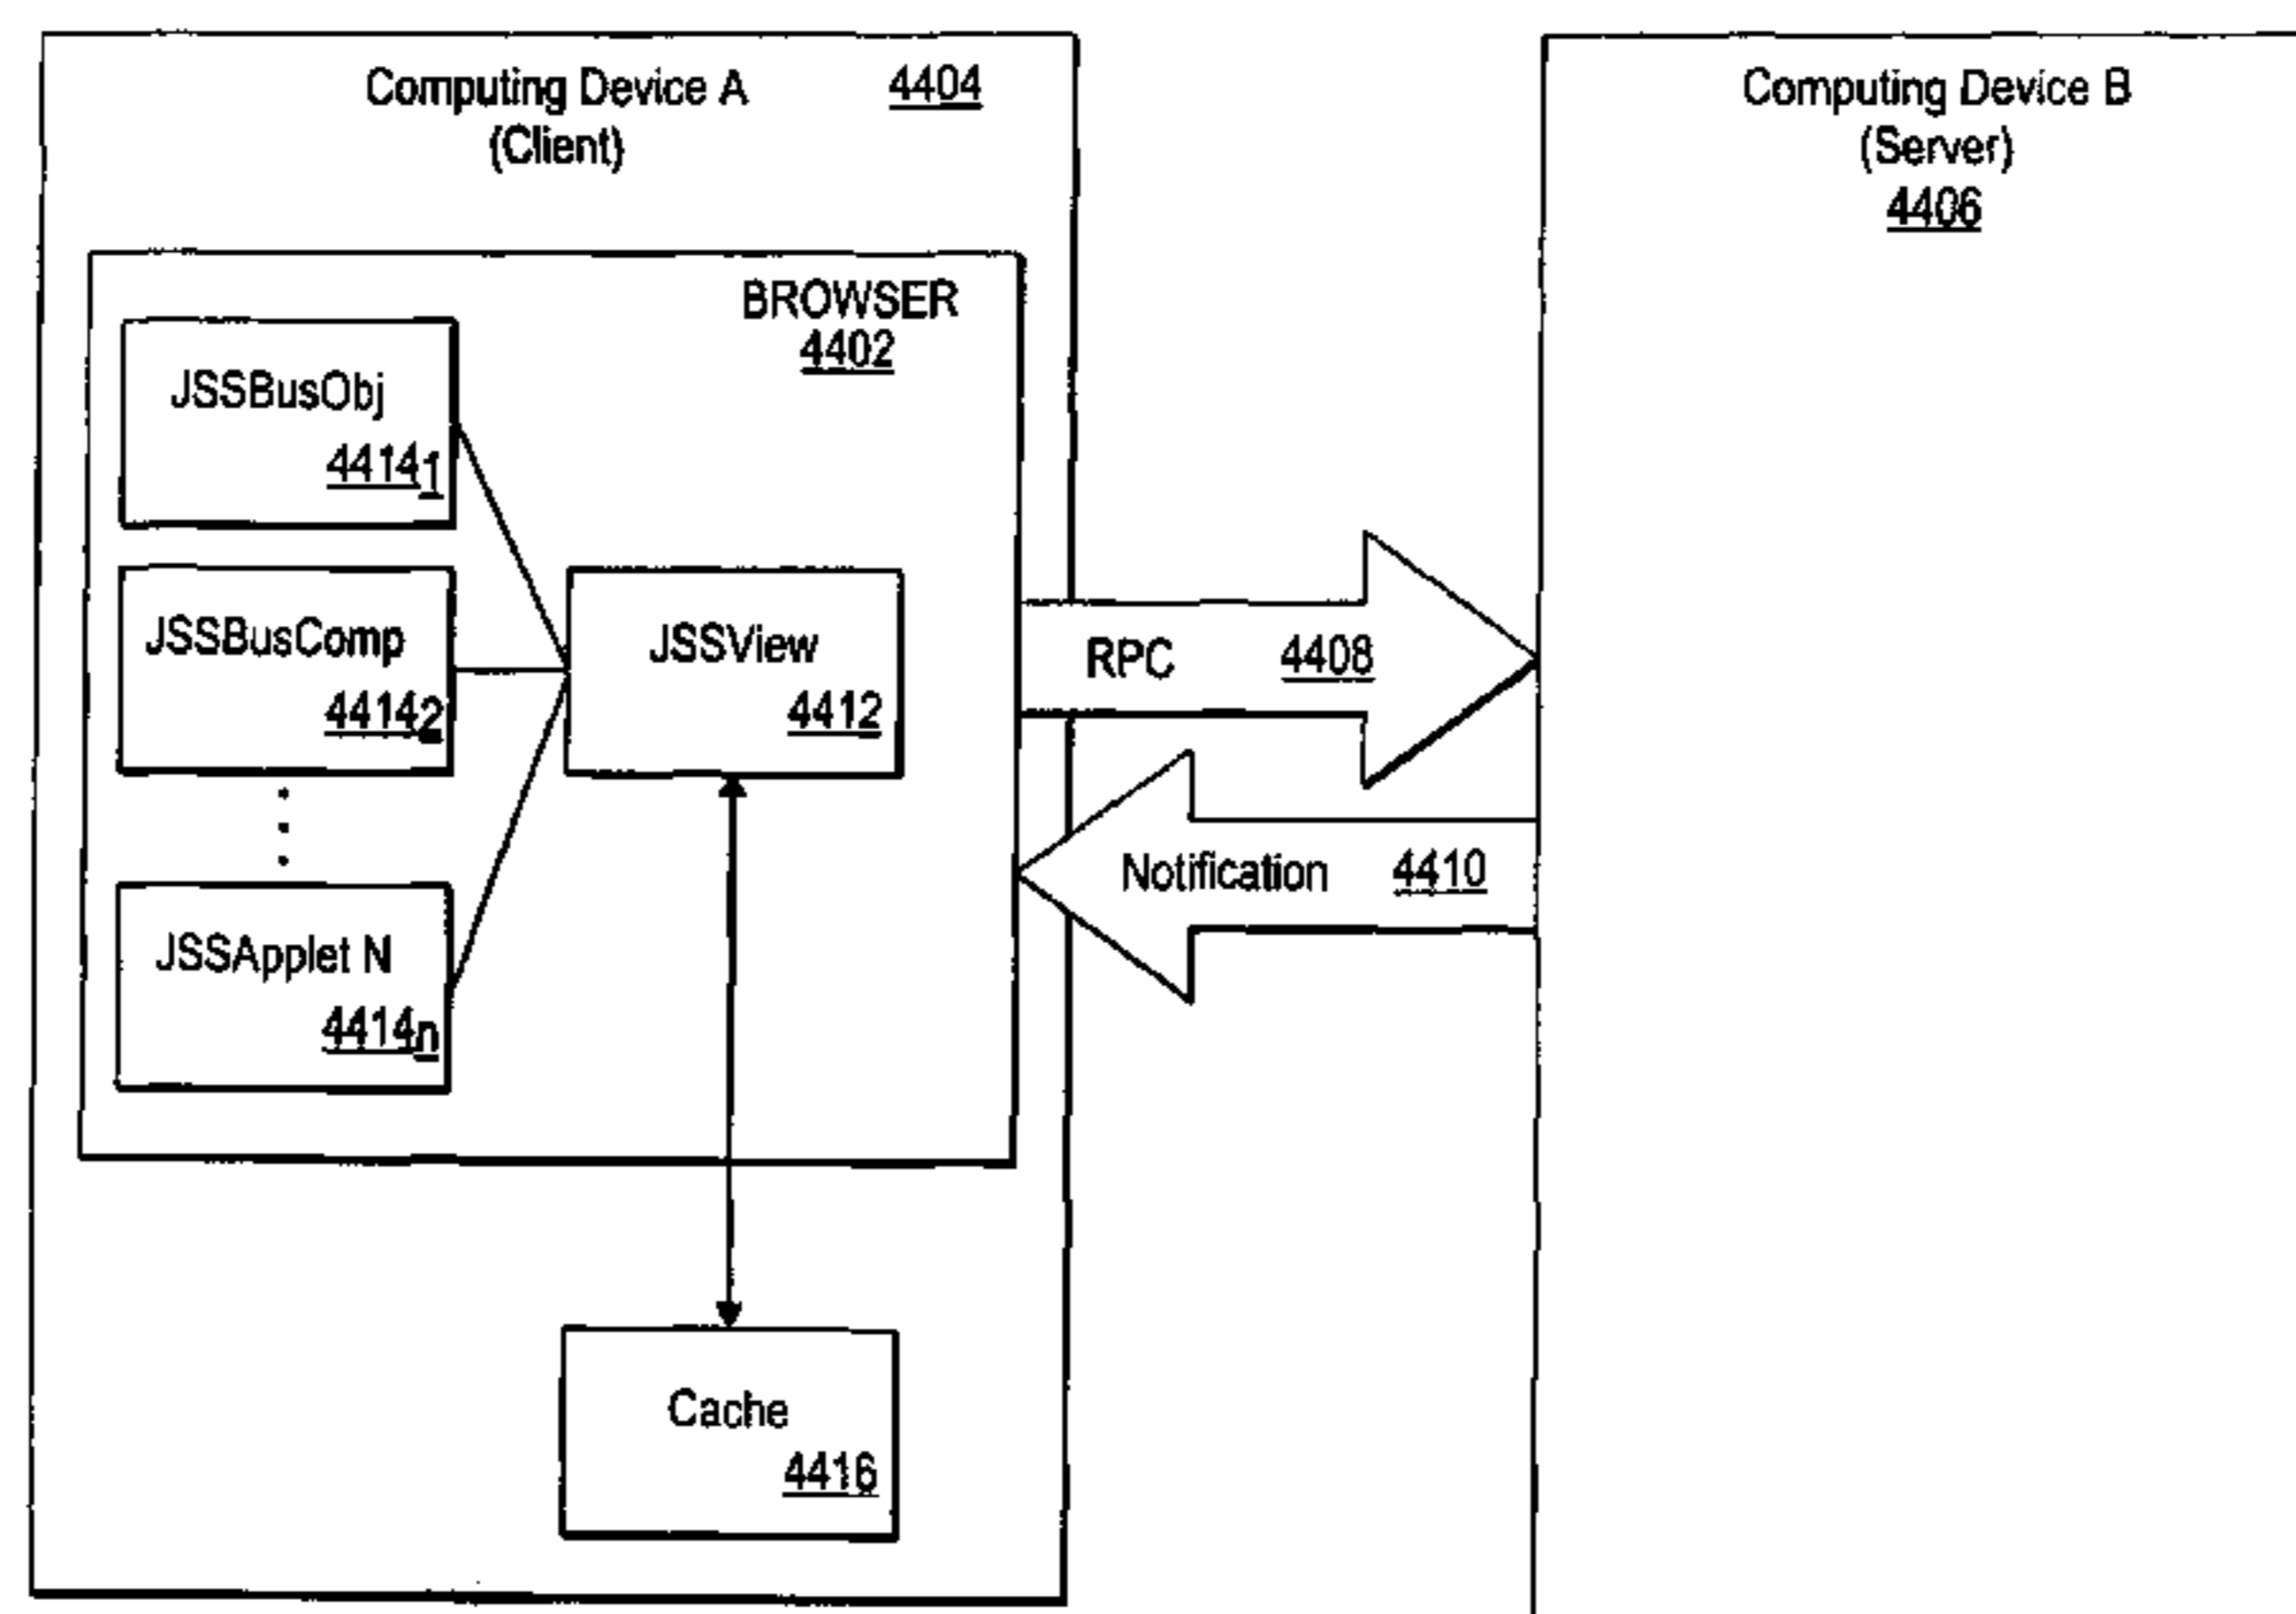 Computing Device A 4404
(Client)
BROWSER
4402
JSSBusObj
4414₁
JSSBusComp
4414₂
JSSApplet N
4414n
JSSView
4412
Cache
4416
RPC 4408
Notification 4410
Computing Device B
(Server)
4406